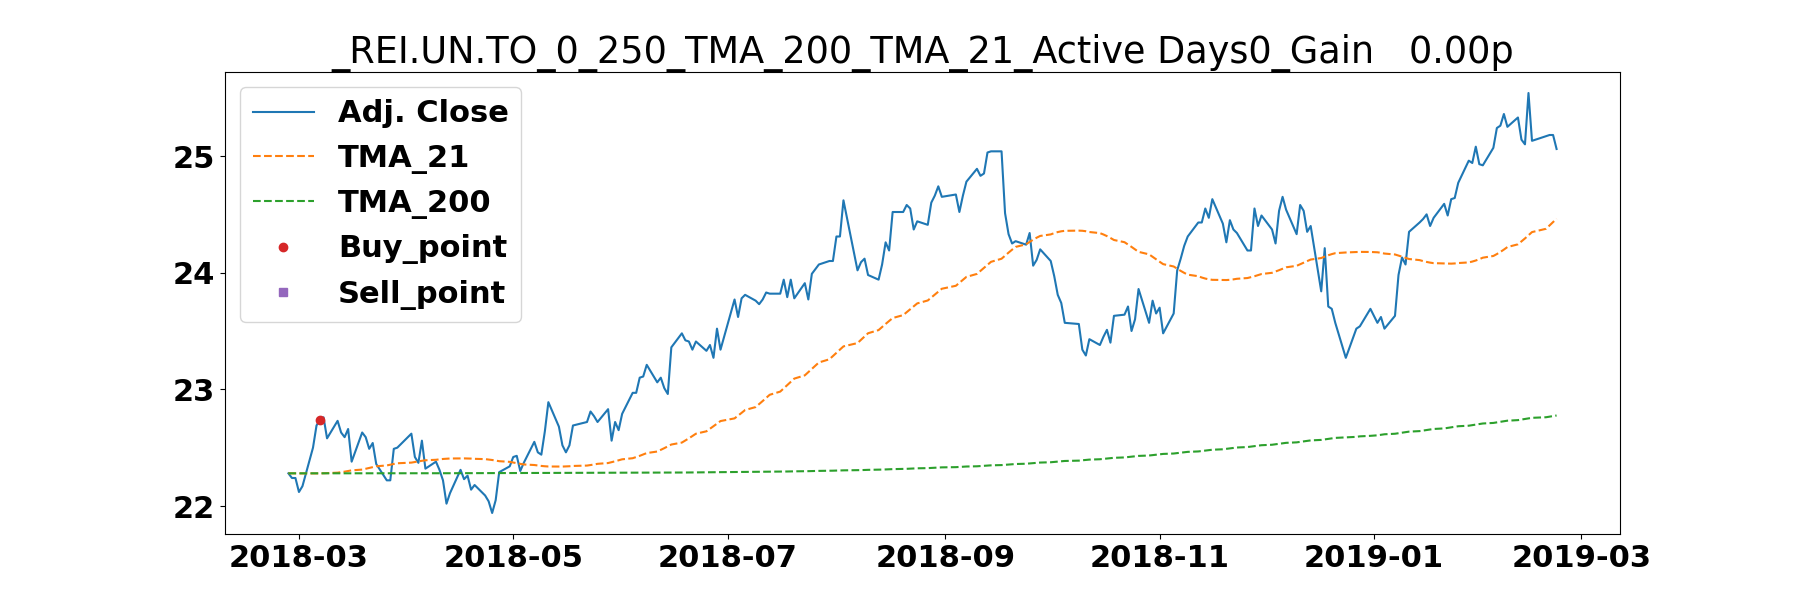 _REI.UN.TO_0_250_TMA_200_TMA_21_Active Days0_Gain   0.00p
Adj. Close
TMA_21
TMA_200
Buy_point
Sell_point
25
24
23
22
2018-03 2018-05 2018-07 2018-09 2018-11 2019-01 2019-03